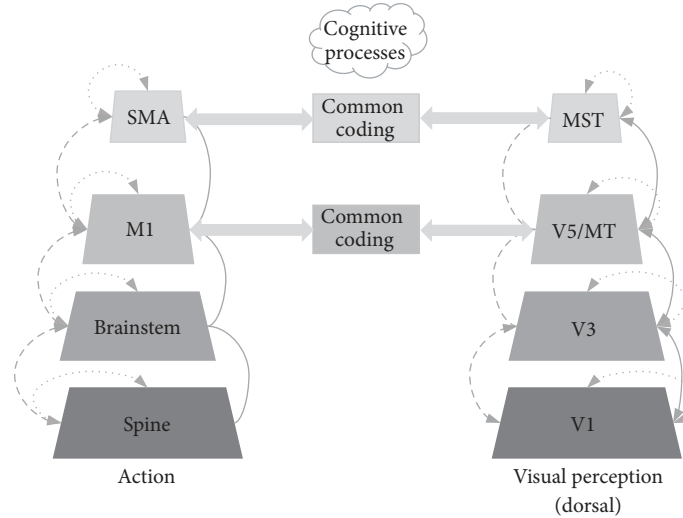 Cognitive
processes
SMA
Common
coding
MST
M1
Common
coding
V5/MT
Brainstem
V3
Spine
V1
Action
Visual perception
(dorsal)